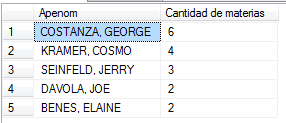 Apenom Cantidad de materias
1 COSTANZA, GEORGE 6
2 KRAMER, COSMO 4
3 SEINFELD, JERRY 3
4 DAVOLA, JOE 2
5 BENES, ELAINE 2